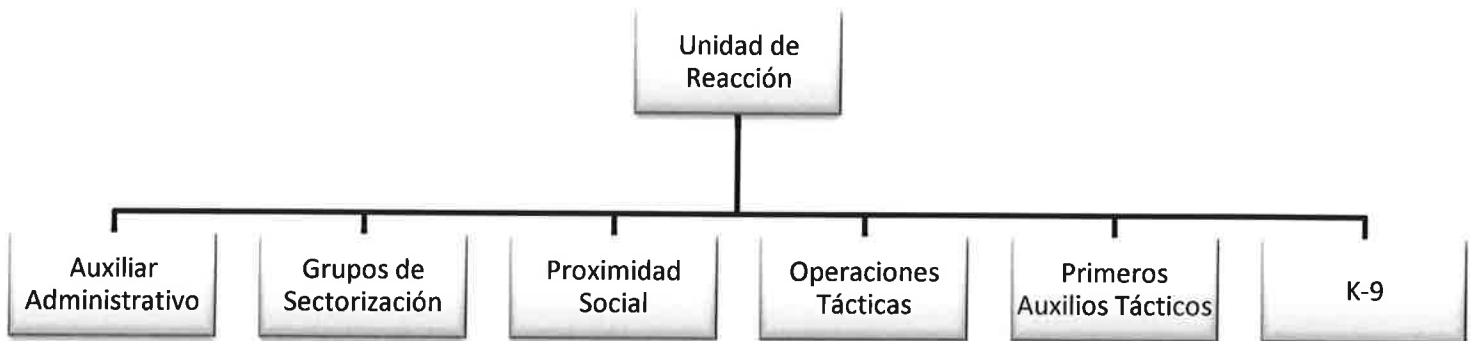 Unidad de
Reacción
Auxiliar
Administrativo
Grupos de
Sectorización
Proximidad
Social
Operaciones
Tácticas
Primeros
Auxilios Tácticos
K-9